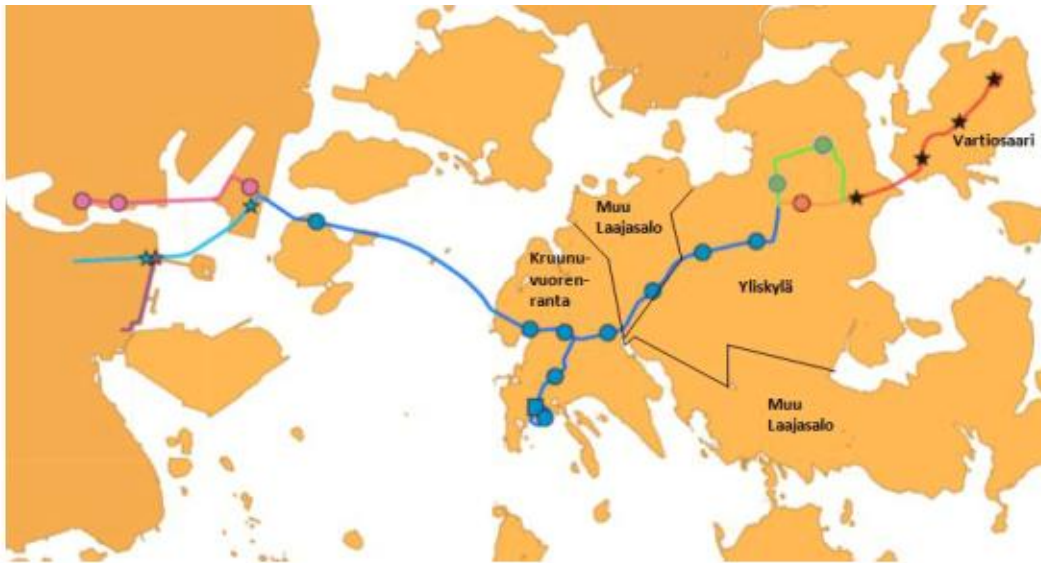 Vartiosaari
Muu
Laajasalo
Kruunu-
vuoren-
ranta
Yliskylä
Muu
Laajasalo